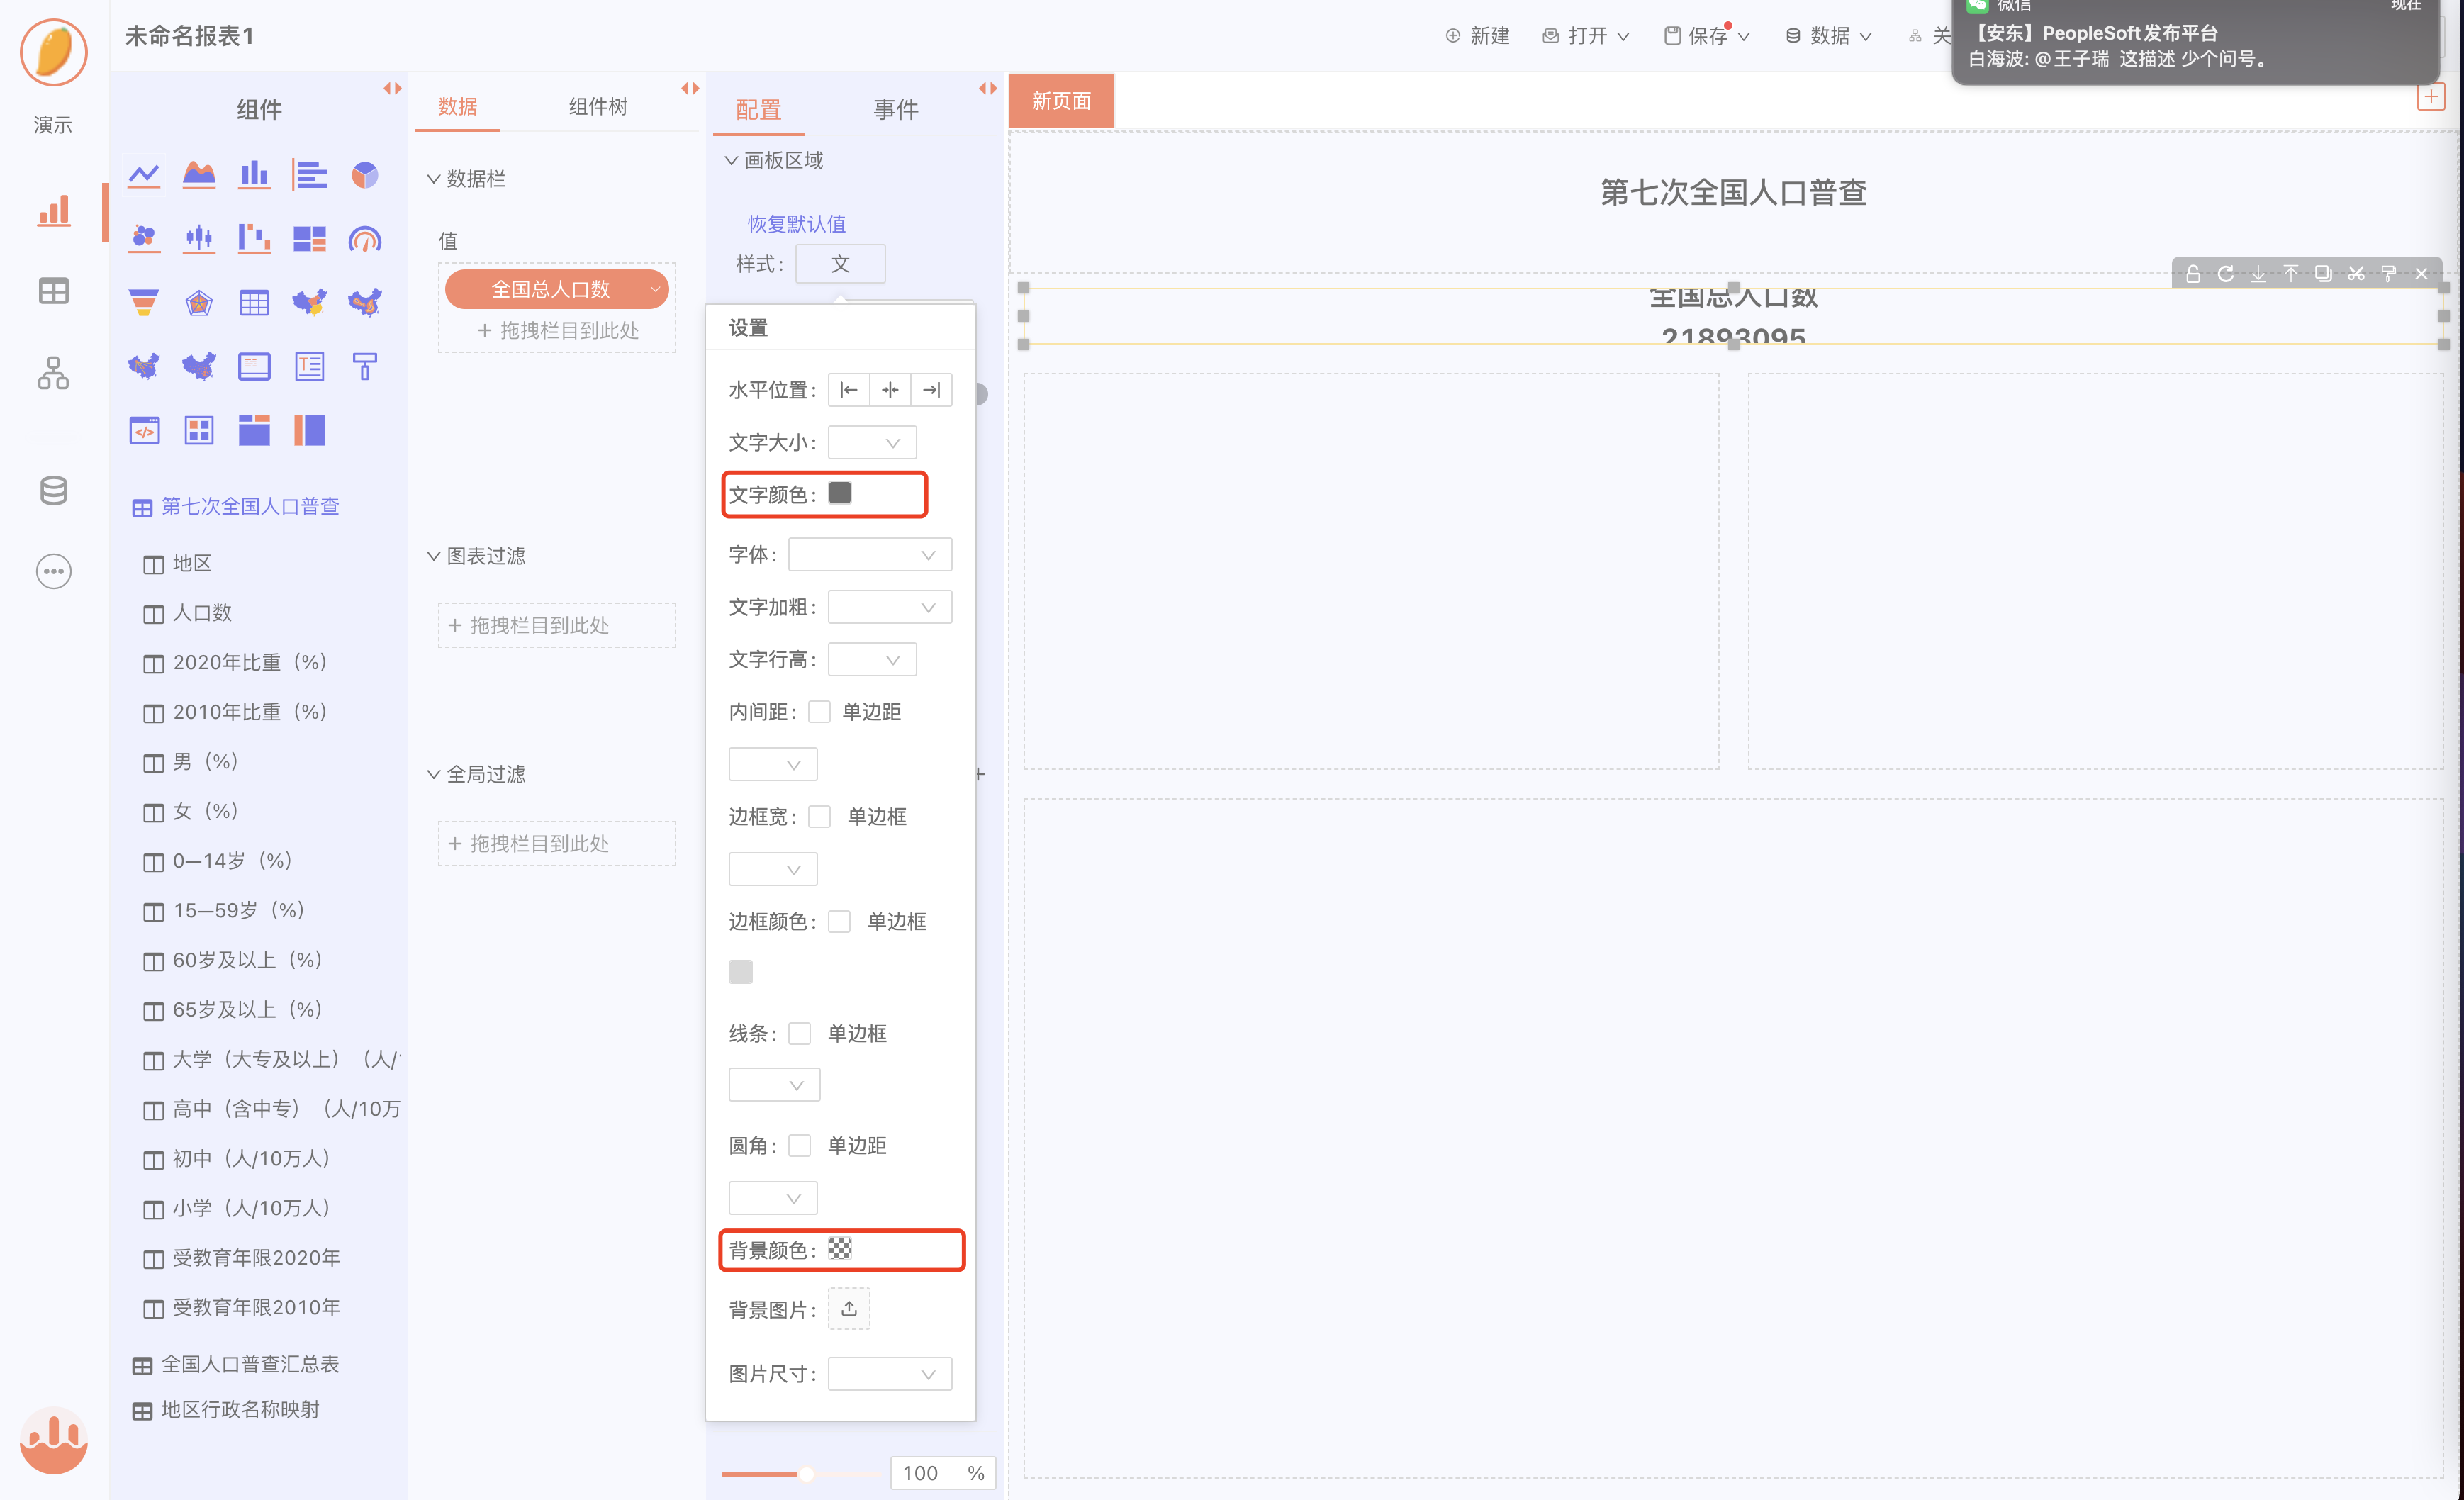 未命名报表1
新建
打开
保存
数据
关
微信
现在
【安东】PeopleSoft发布平台
白海波: @王子瑞 这描述 少个问号。
演示
组件
第七次全国人口普查
地区
人口数
2020年比重（%）
2010年比重（%）
男（%）
女（%）
0—14岁（%）
15—59岁（%）
60岁及以上（%）
65岁及以上（%）
大学（大专及以上）（人/
高中（含中专）（人/10万
初中（人/10万人）
小学（人/10万人）
受教育年限2020年
受教育年限2010年
全国人口普查汇总表
地区行政名称映射
数据
组件树
数据栏
值
全国总人口数
+ 拖拽栏目到此处
图表过滤
+ 拖拽栏目到此处
全局过滤
+ 拖拽栏目到此处
配置
事件
画板区域
恢复默认值
样式: 文
设置
水平位置:
文字大小:
文字颜色:
字体:
文字加粗:
文字行高:
内间距: 单边距
边框宽: 单边框
边框颜色: 单边框
线条: 单边框
圆角: 单边距
背景颜色:
背景图片:
图片尺寸:
100 %
新页面
第七次全国人口普查
全国总人口数
21893095